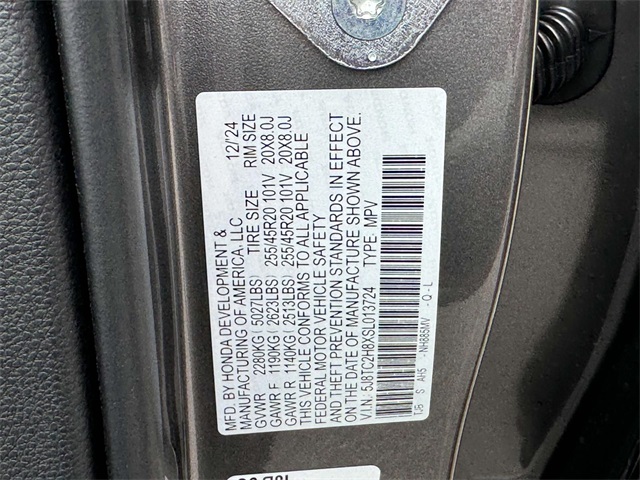 MFD. BY HONDA DEVELOPMENT &
MANUFACTURING OF AMERICA, LLC 12/24
GVWR 2280KG ( 5027LBS) TIRE SIZE RIM SIZE
GAWR F 1190KG ( 2623LBS) 255/45R20 101V 20X8.0J
GAWR R 1140KG ( 2513LBS) 255/45R20 101V 20X8.0J
THIS VEHICLE CONFORMS TO ALL APPLICABLE
FEDERAL MOTOR VEHICLE SAFETY
AND THEFT PREVENTION STANDARDS IN EFFECT
ON THE DATE OF MANUFACTURE SHOWN ABOVE.
V.I.N: 5J8TC2H8XSL013724 TYPE: MPV
S AH5 -NH885MV -Q-L